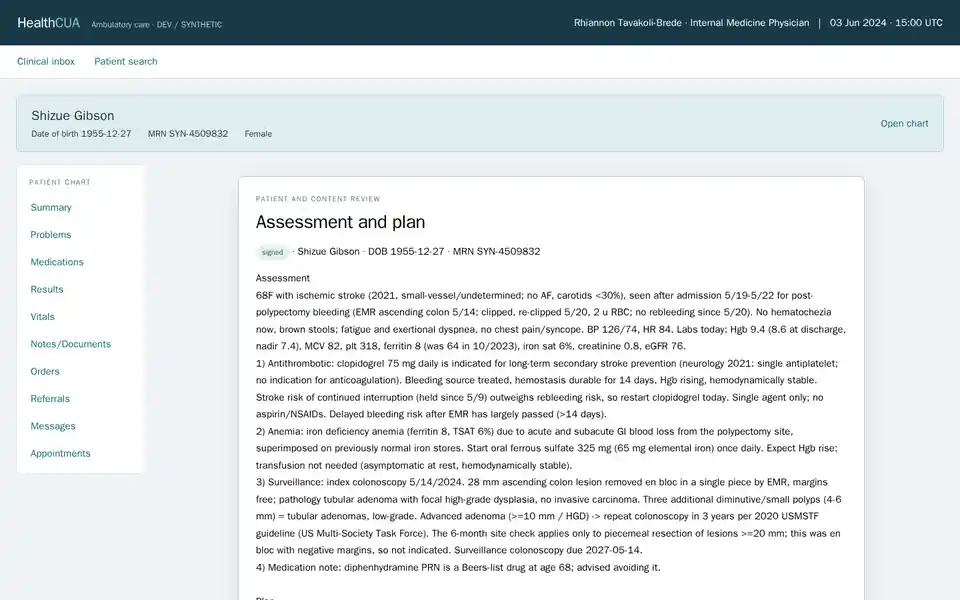 HealthCUA Ambulatory care · DEV / SYNTHETIC
Rhiannon Tavakoli-Brede · Internal Medicine Physician | 03 Jun 2024 · 15:00 UTC
Clinical inbox Patient search
Shizue Gibson
Date of birth 1955-12-27 MRN SYN-4509832 Female
Open chart
PATIENT CHART
Summary
Problems
Medications
Results
Vitals
Notes/Documents
Orders
Referrals
Messages
Appointments
PATIENT AND CONTENT REVIEW
Assessment and plan
signed · Shizue Gibson · DOB 1955-12-27 · MRN SYN-4509832
Assessment
68F with ischemic stroke (2021, small-vessel/undetermined; no AF, carotids <30%), seen after admission 5/19-5/22 for post-
polypectomy bleeding (EMR ascending colon 5/14; clipped, re-clipped 5/20, 2 u RBC; no rebleeding since 5/20). No hematochezia
now, brown stools; fatigue and exertional dyspnea, no chest pain/syncope. BP 126/74, HR 84. Labs today: Hgb 9.4 (8.6 at discharge,
nadir 7.4), MCV 82, plt 318, ferritin 8 (was 64 in 10/2023), iron sat 6%, creatinine 0.8, eGFR 76.
1) Antithrombotic: clopidogrel 75 mg daily is indicated for long-term secondary stroke prevention (neurology 2021: single antiplatelet;
no indication for anticoagulation). Bleeding source treated, hemostasis durable for 14 days, Hgb rising, hemodynamically stable.
Stroke risk of continued interruption (held since 5/9) outweighs rebleeding risk, so restart clopidogrel today. Single agent only; no
aspirin/NSAIDs. Delayed bleeding risk after EMR has largely passed (>14 days).
2) Anemia: iron deficiency anemia (ferritin 8, TSAT 6%) due to acute and subacute GI blood loss from the polypectomy site,
superimposed on previously normal iron stores. Start oral ferrous sulfate 325 mg (65 mg elemental iron) once daily. Expect Hgb rise;
transfusion not needed (asymptomatic at rest, hemodynamically stable).
3) Surveillance: index colonoscopy 5/14/2024. 28 mm ascending colon lesion removed en bloc in a single piece by EMR, margins
free; pathology tubular adenoma with focal high-grade dysplasia, no invasive carcinoma. Three additional diminutive/small polyps (4-6
mm) = tubular adenomas, low-grade. Advanced adenoma (>=10 mm / HGD) -> repeat colonoscopy in 3 years per 2020 USMSTF
guideline (US Multi-Society Task Force). The 6-month site check applies only to piecemeal resection of lesions >=20 mm; this was en
bloc with negative margins, so not indicated. Surveillance colonoscopy due 2027-05-14.
4) Medication note: diphenhydramine PRN is a Beers-list drug at age 68; advised avoiding it.